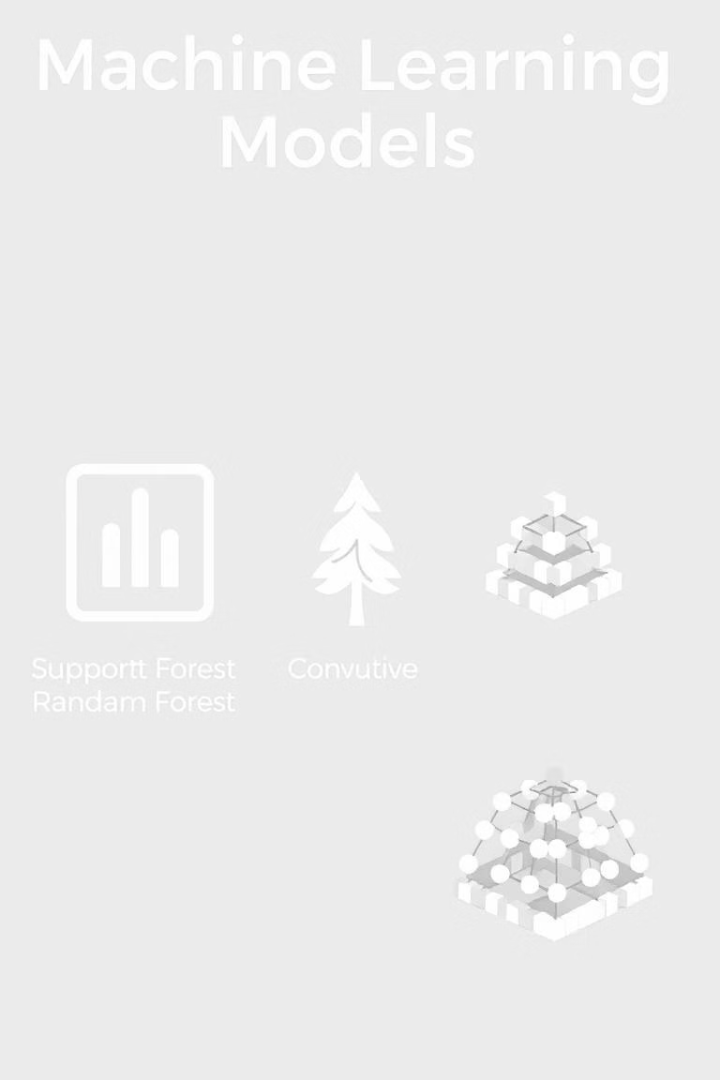 Machine Learning
Models
Supportt Forest
Randam Forest
Convutive